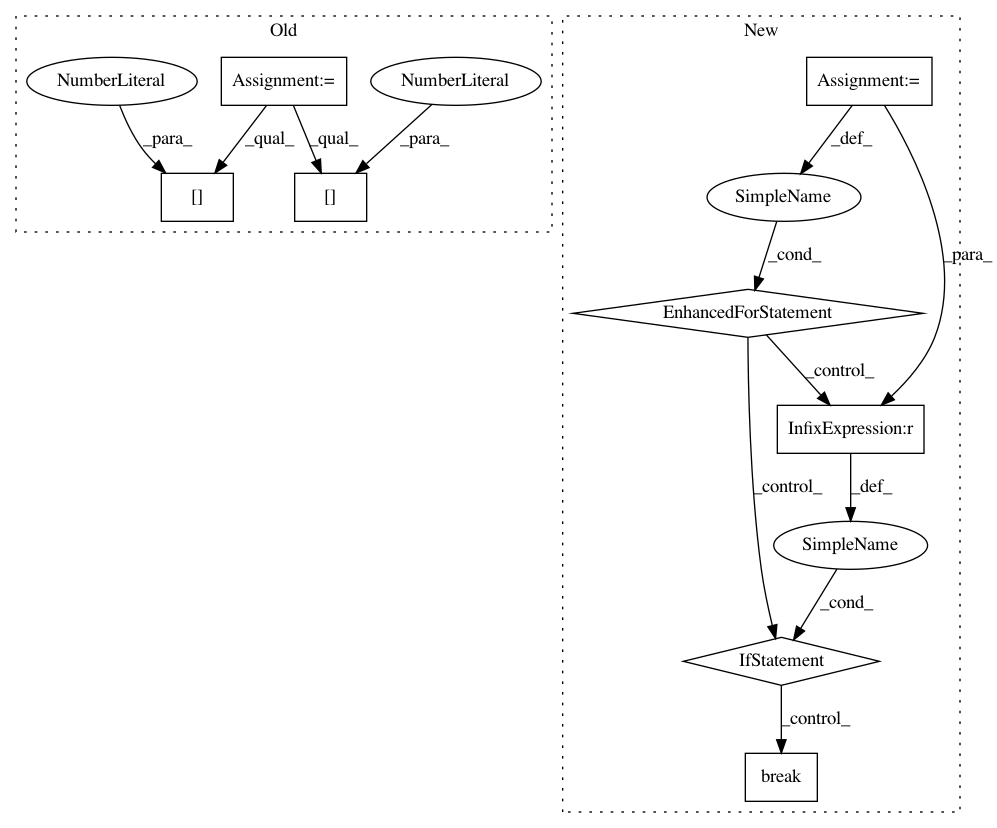 Old
New
NumberLiteral
Assignment:=
NumberLiteral
Assignment:=
_para_
_qual_
_qual_
_para_
_def_
[]
[]
SimpleName
_cond_
_para_
EnhancedForStatement
_control_
InfixExpression:r
_control_
_def_
SimpleName
_cond_
IfStatement
_control_
break